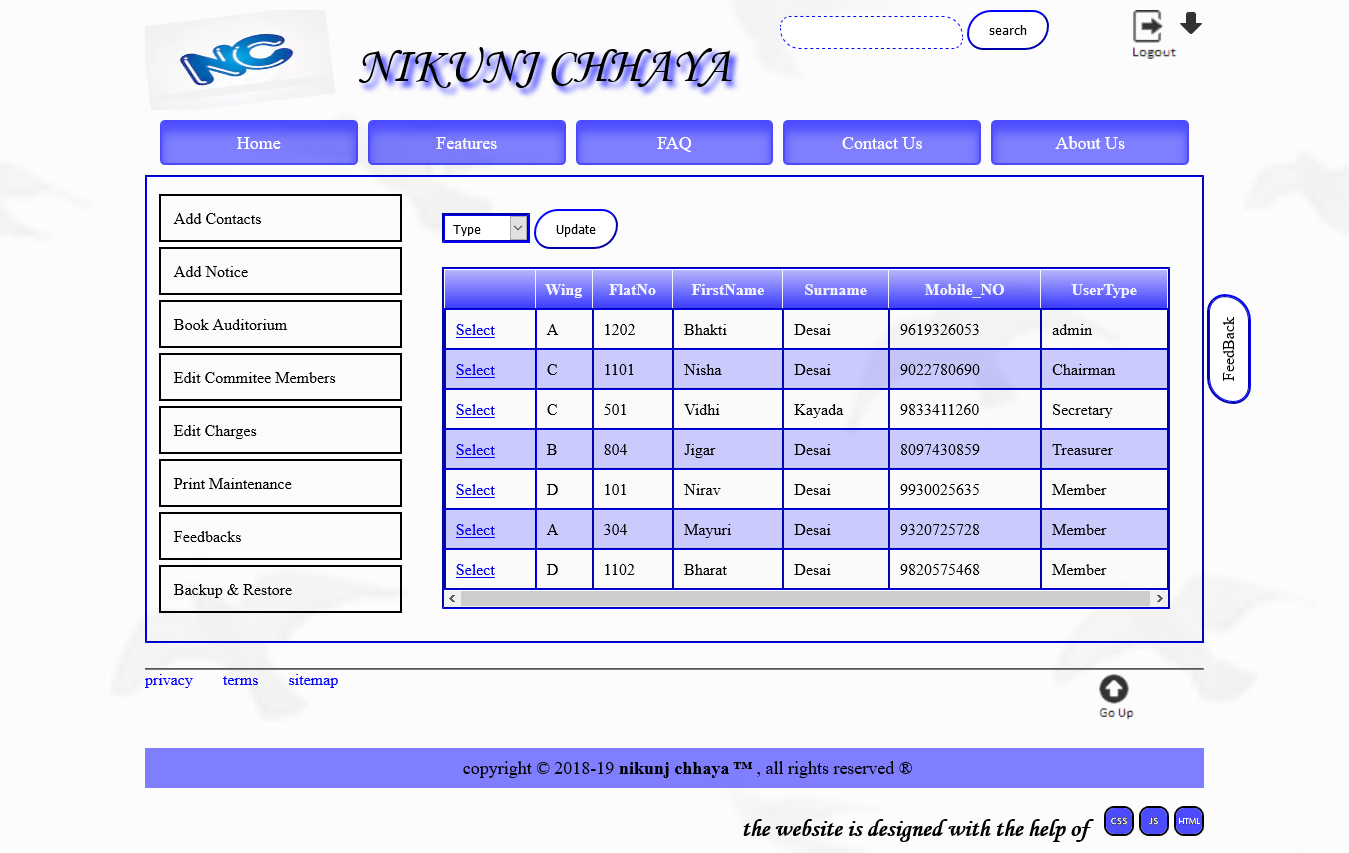 NC
NIKUNJ CHHAYA
search
Logout
Home Features FAQ Contact Us About Us
Add Contacts
Add Notice
Book Auditorium
Edit Commitee Members
Edit Charges
Print Maintenance
Feedbacks
Backup & Restore
Type Update
Wing FlatNo FirstName Surname Mobile_NO UserType
Select A 1202 Bhakti Desai 9619326053 admin
Select C 1101 Nisha Desai 9022780690 Chairman
Select C 501 Vidhi Kayada 9833411260 Secretary
Select B 804 Jigar Desai 8097430859 Treasurer
Select D 101 Nirav Desai 9930025635 Member
Select A 304 Mayuri Desai 9320725728 Member
Select D 1102 Bharat Desai 9820575468 Member
FeedBack
privacy terms sitemap
Go Up
copyright © 2018-19 nikunj chhaya ™ , all rights reserved ®
the website is designed with the help of CSS JS HTML